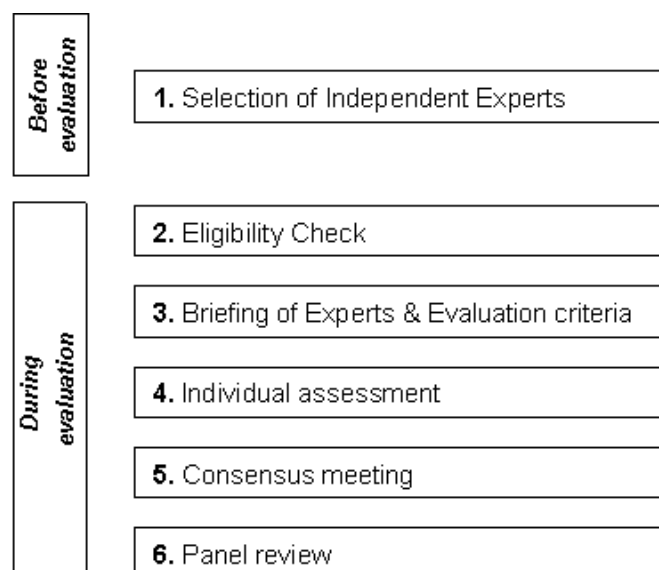 Before
evaluation
1. Selection of Independent Experts
During
evaluation
2. Eligibility Check
3. Briefing of Experts & Evaluation criteria
4. Individual assessment
5. Consensus meeting
6. Panel review